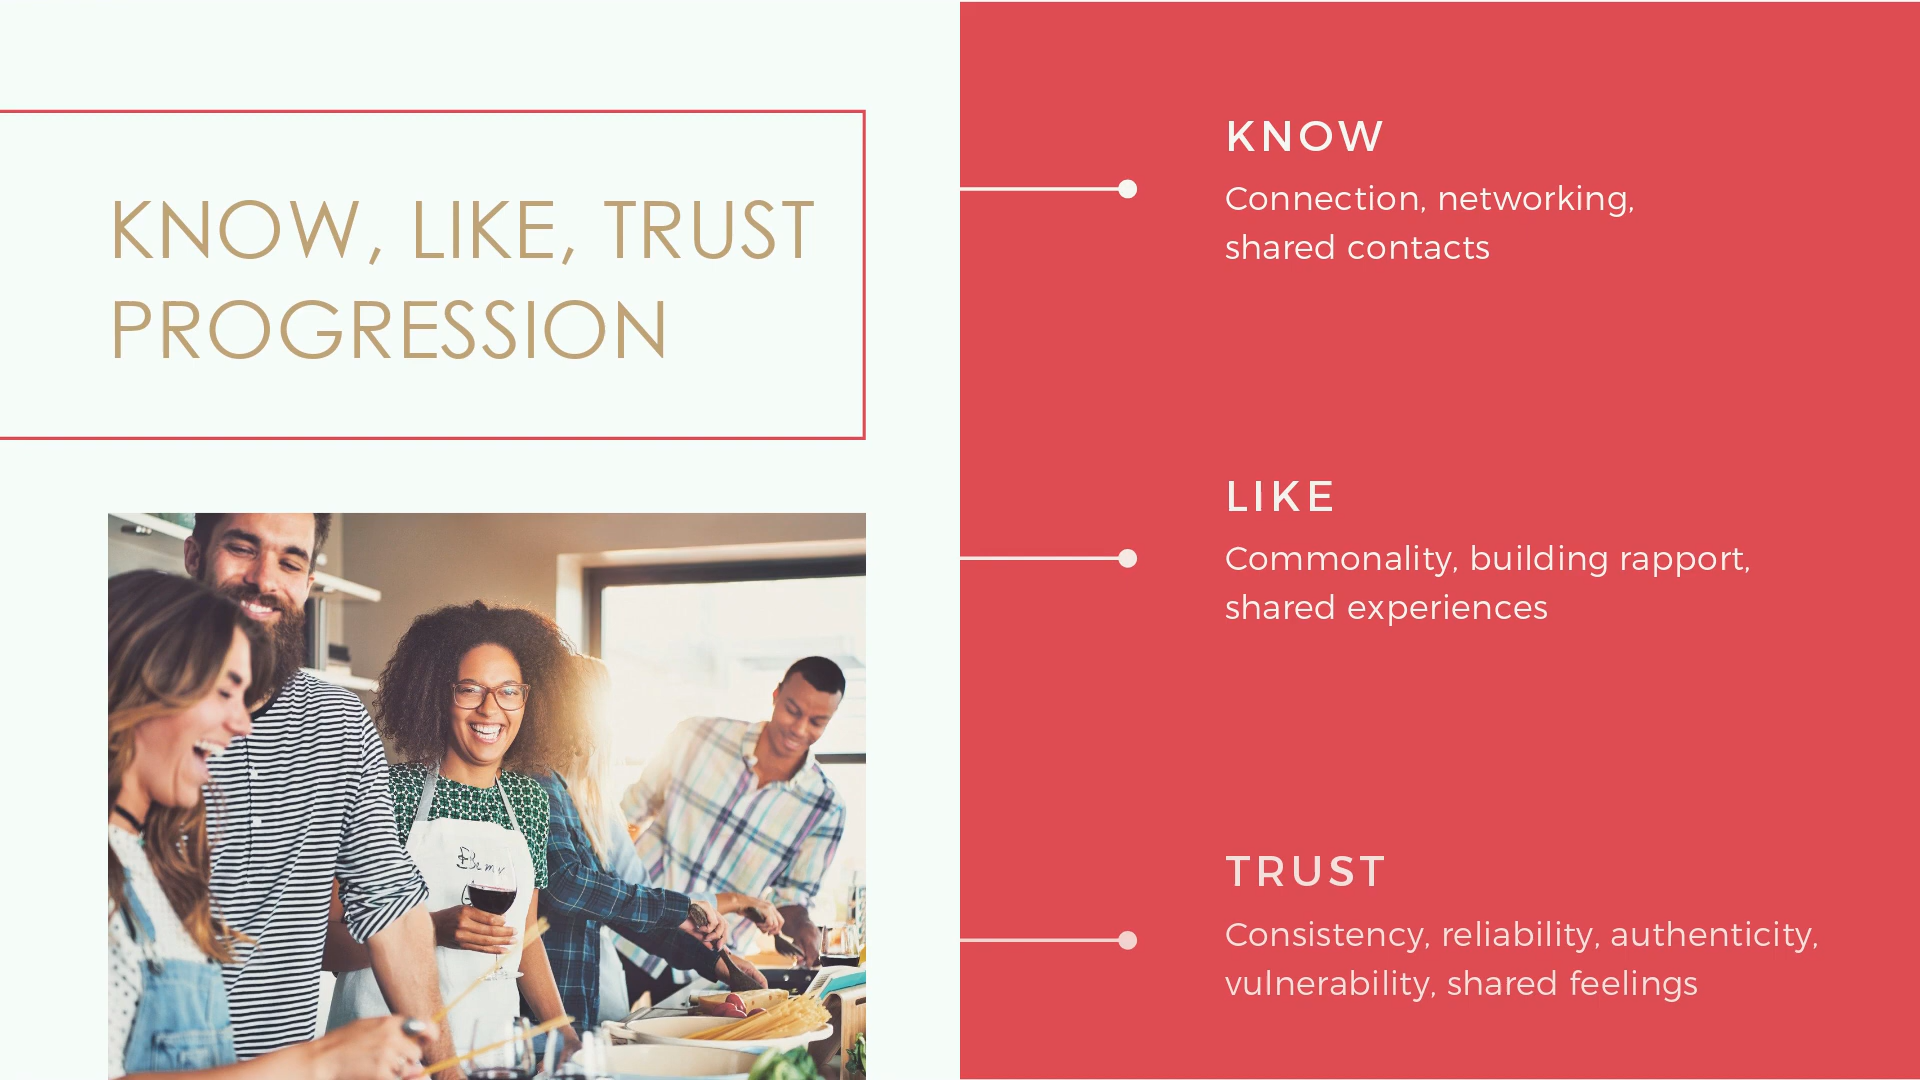 KNOW, LIKE, TRUST
PROGRESSION
KNOW
Connection, networking,
shared contacts
LIKE
Commonality, building rapport,
shared experiences
TRUST
Consistency, reliability, authenticity,
vulnerability, shared feelings